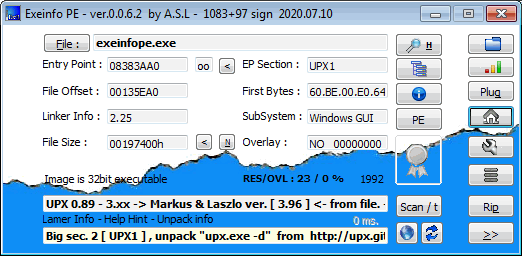 Exeinfo PE - ver.0.0.6.2 by A.S.L - 1083+97 sign 2020.07.10
File : exeinfope.exe H
Entry Point : 08383AA0 oo < EP Section : UPX1
File Offset : 00135EA0 First Bytes : 60.BE.00.E0.64 Plug
Linker Info : 2.25 SubSystem : Windows GUI PE
File Size : 00197400h < N Overlay : NO 00000000
Image is 32bit executable RES/OVL : 23 / 0 % 1992
UPX 0.89 - 3.xx -> Markus & Laszlo ver. [ 3.96 ] <- from file. Scan / t Rip
Lamer Info - Help Hint - Unpack info 0 ms.
Big sec. 2 [ UPX1 ] , unpack "upx.exe -d" from http://upx.git >>